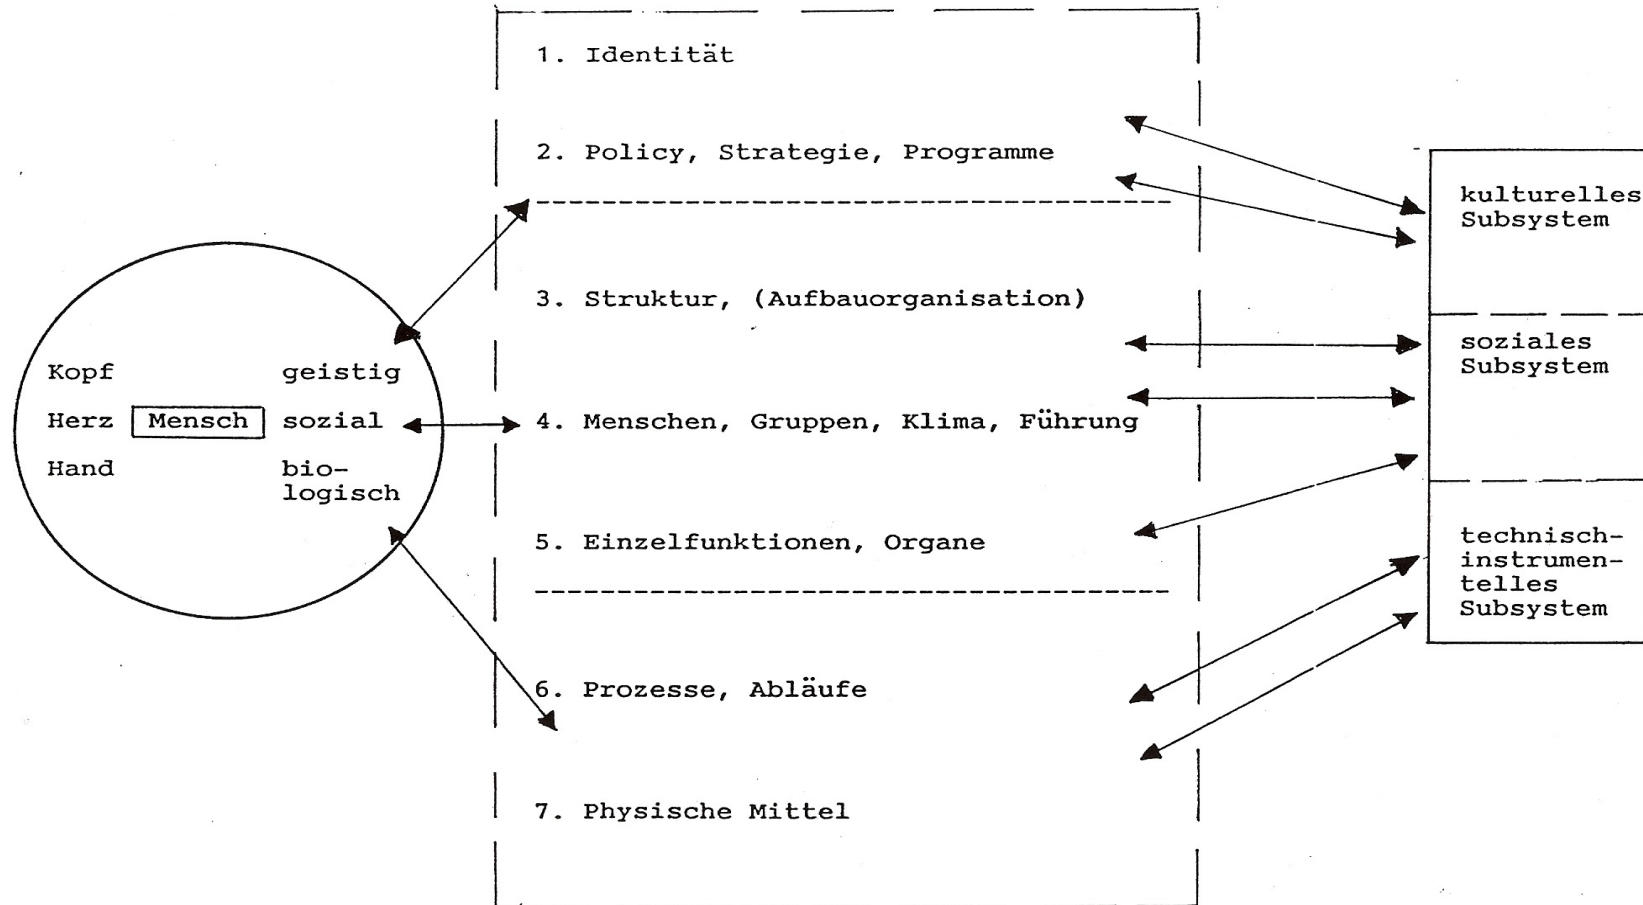 1. Identität
2. Policy, Strategie, Programme
3. Struktur, (Aufbauorganisation)
4. Menschen, Gruppen, Klima, Führung
5. Einzelfunktionen, Organe
6. Prozesse, Abläufe
7. Physische Mittel
Kopf geistig
Herz Mensch sozial
Hand bio-
logisch
kulturelles
Subsystem
soziales
Subsystem
technisch-
instrumen-
telles
Subsystem